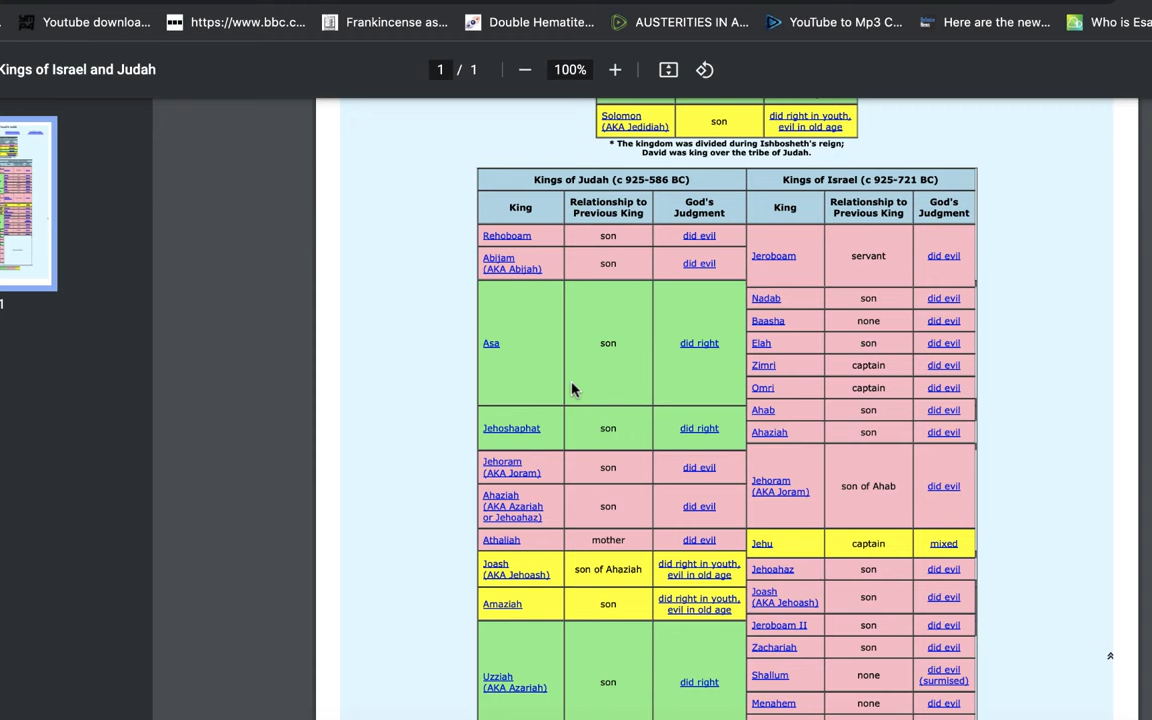 Youtube downloa...
https://www.bbc.c...
Frankincense as...
Double Hematite...
AUSTERITIES IN A...
YouTube to Mp3 C...
Here are the new...
Who is Esa
Kings of Israel and Judah
1 / 1
100%
1
Solomon
(AKA Jedidiah)
son
did right in youth,
evil in old age
* The kingdom was divided during Ishbosheth's reign;
David was king over the tribe of Judah.
Kings of Judah (c 925-586 BC)
King
Relationship to
Previous King
God's
Judgment
Rehoboam
son
did evil
Abijam
(AKA Abijah)
son
did evil
Asa
son
did right
Jehoshaphat
son
did right
Jehoram
(AKA Joram)
son
did evil
Ahaziah
(AKA Azariah
or Jehoahaz)
son
did evil
Athaliah
mother
did evil
Joash
(AKA Jehoash)
son of Ahaziah
did right in youth,
evil in old age
Amaziah
son
did right in youth,
evil in old age
Uzziah
(AKA Azariah)
son
did right
Kings of Israel (c 925-721 BC)
King
Relationship to
Previous King
God's
Judgment
Jeroboam
servant
did evil
Nadab
son
did evil
Baasha
none
did evil
Elah
son
did evil
Zimri
captain
did evil
Omri
captain
did evil
Ahab
son
did evil
Ahaziah
son
did evil
Jehoram
(AKA Joram)
son of Ahab
did evil
Jehu
captain
mixed
Jehoahaz
son
did evil
Joash
(AKA Jehoash)
son
did evil
Jeroboam II
son
did evil
Zachariah
son
did evil
Shallum
none
did evil
(surmised)
Menahem
none
did evil